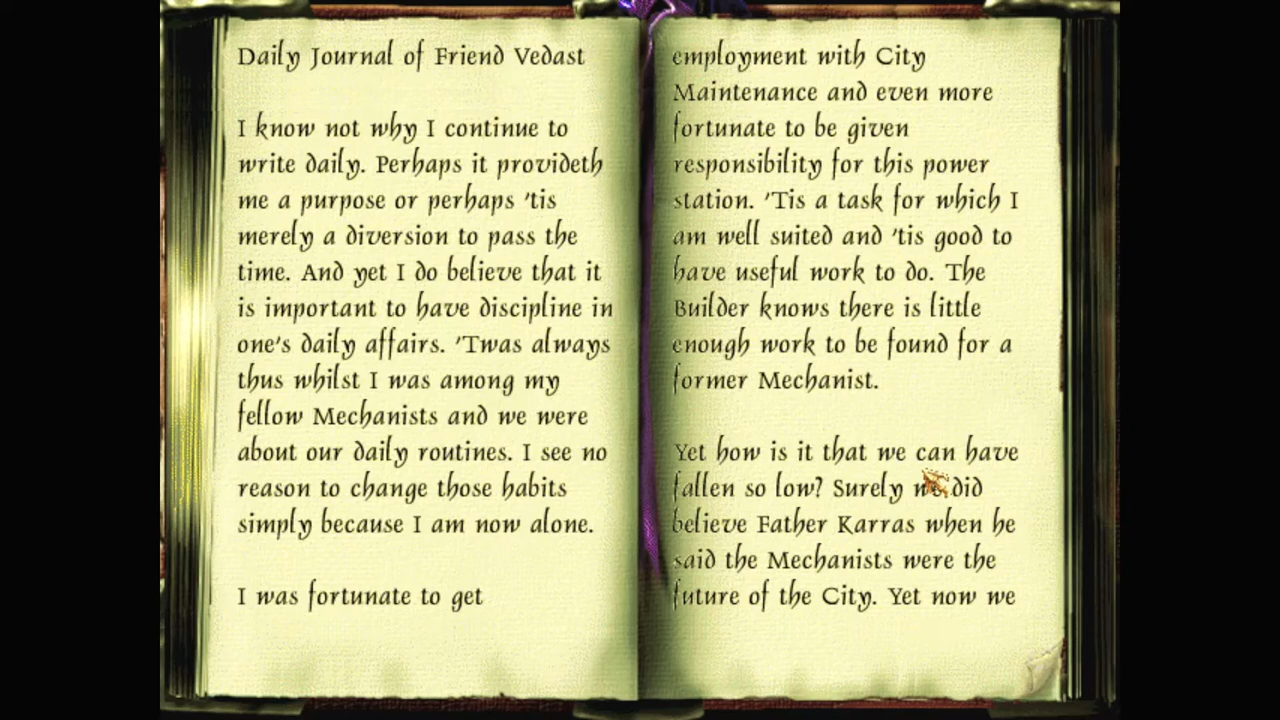 Daily Journal of Friend Vedast
I know not why I continue to
write daily. Perhaps it provideth
me a purpose or perhaps 'tis
merely a diversion to pass the
time. And yet I do believe that it
is important to have discipline in
one's daily affairs. 'Twas always
thus whilst I was among my
fellow Mechanists and we were
about our daily routines. I see no
reason to change those habits
simply because I am now alone.
I was fortunate to get
employment with City
Maintenance and even more
fortunate to be given
responsibility for this power
station. 'Tis a task for which I
am well suited and 'tis good to
have useful work to do. The
Builder knows there is little
enough work to be found for a
former Mechanist.
Yet how is it that we can have
fallen so low? Surely we did
believe Father Karras when he
said the Mechanists were the
future of the City. Yet now we